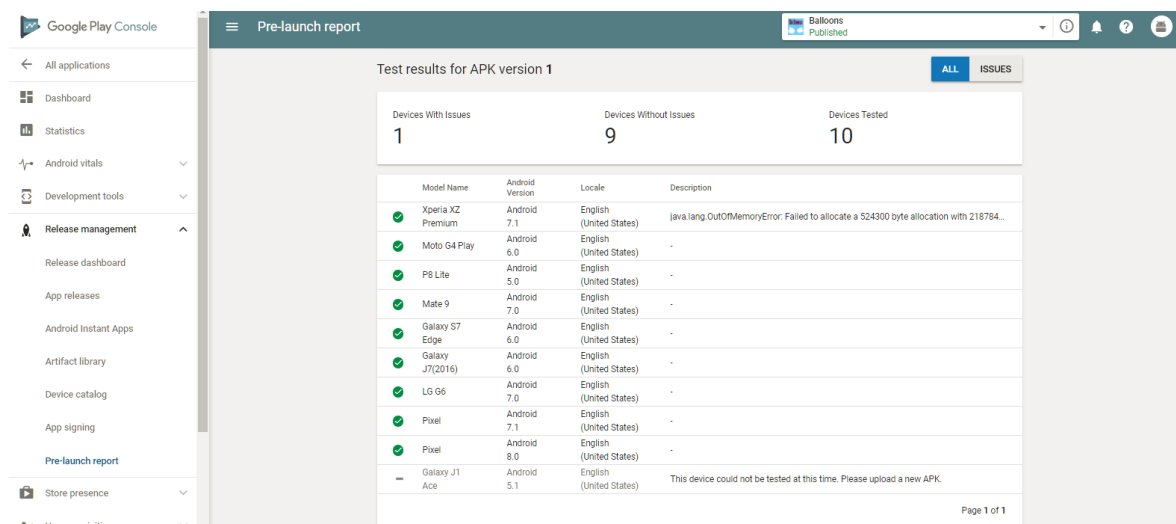 Google Play Console
All applications
Dashboard
Statistics
Android vitals
Development tools
Release management
Release dashboard
App releases
Android Instant Apps
Artifact library
Device catalog
App signing
Pre-launch report
Store presence
Pre-launch report
Balloons
Published
Test results for APK version 1
ALL ISSUES
Devices With Issues Devices Without Issues Devices Tested
1 9 10
Model Name Android Version Locale Description
Xperia XZ Premium Android 7.1 English (United States) java.lang.OutOfMemoryError: Failed to allocate a 524300 byte allocation with 218784...
Moto G4 Play Android 6.0 English (United States) -
P8 Lite Android 5.0 English (United States) -
Mate 9 Android 7.0 English (United States) -
Galaxy S7 Edge Android 6.0 English (United States) -
Galaxy J7(2016) Android 6.0 English (United States) -
LG G6 Android 7.0 English (United States) -
Pixel Android 7.1 English (United States) -
Pixel Android 8.0 English (United States) -
Galaxy J1 Ace Android 5.1 English (United States) This device could not be tested at this time. Please upload a new APK.
Page 1 of 1